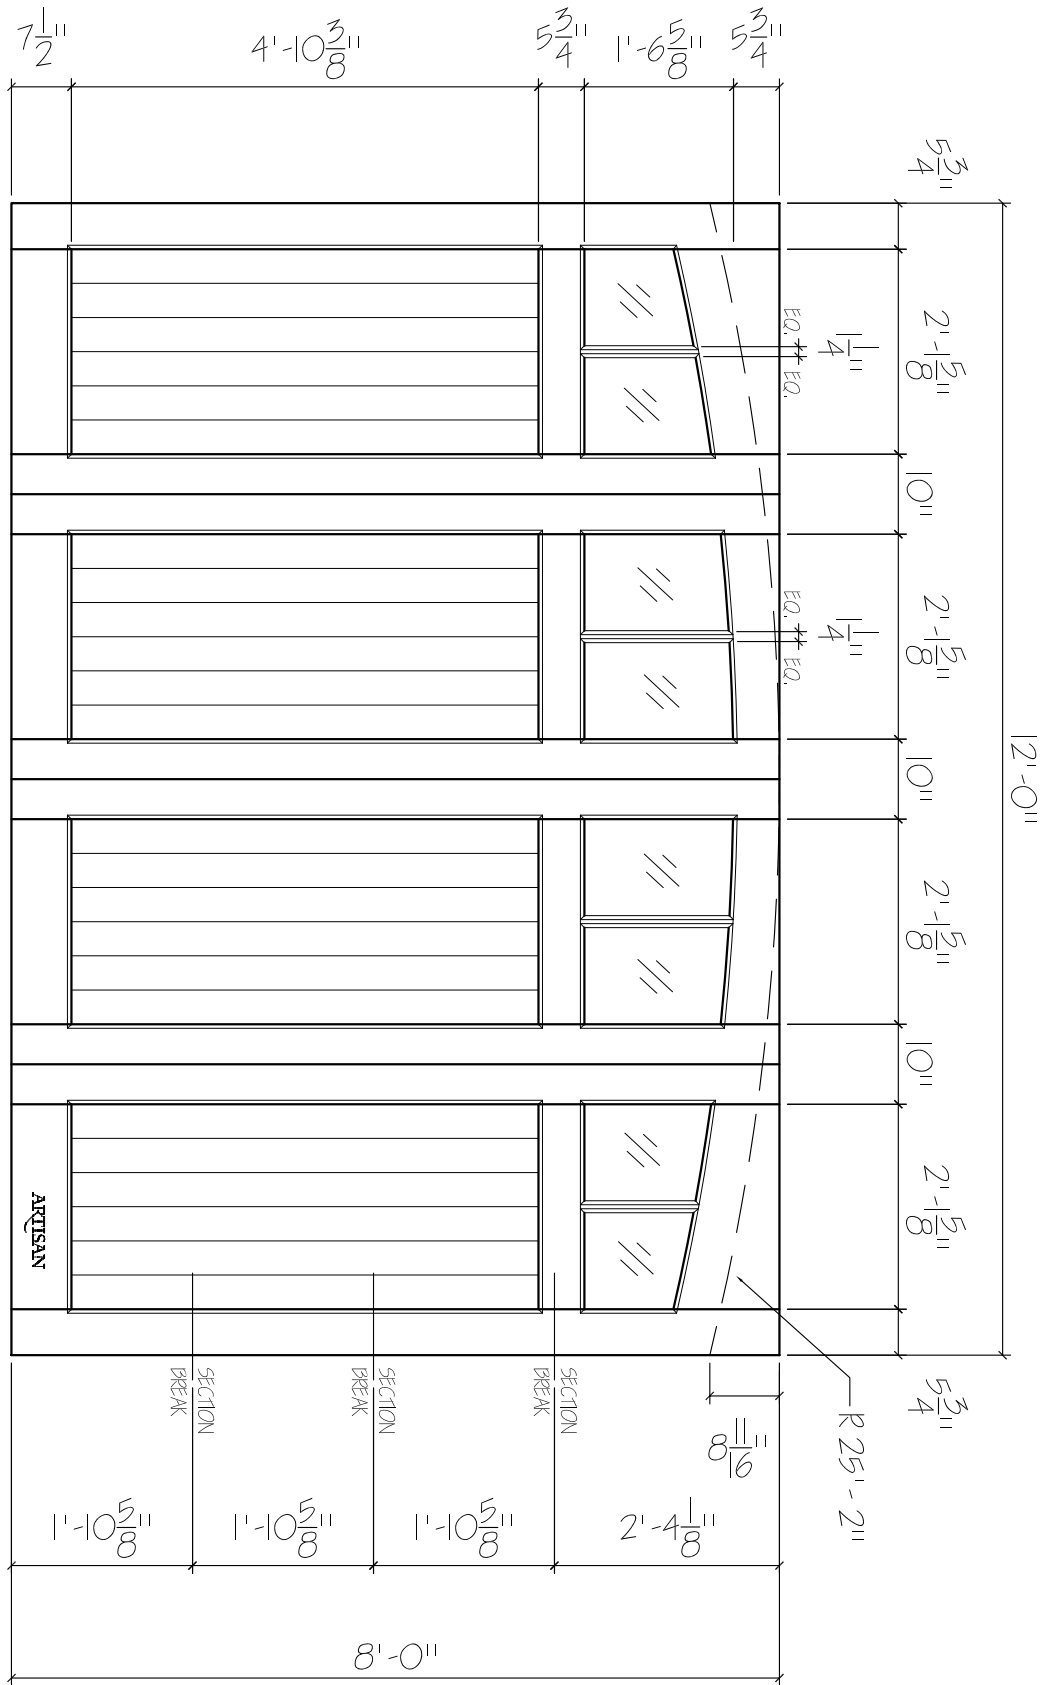 7 1/2"
4'-10 3/8"
5 3/4"
1'-6 5/8"
5 3/4"
5 3/4"
2'-1 5/8"
10"
2'-1 5/8"
10"
2'-1 5/8"
10"
2'-1 5/8"
5 3/4"
12'-0"
EQ.
EQ.
1 1/4"
EQ.
EQ.
1 1/4"
ARTISAN
SECTION
BREAK
SECTION
BREAK
SECTION
BREAK
8 11/16"
R 25'-2"
1'-10 5/8"
1'-10 5/8"
1'-10 5/8"
2'-4 1/8"
8'-0"